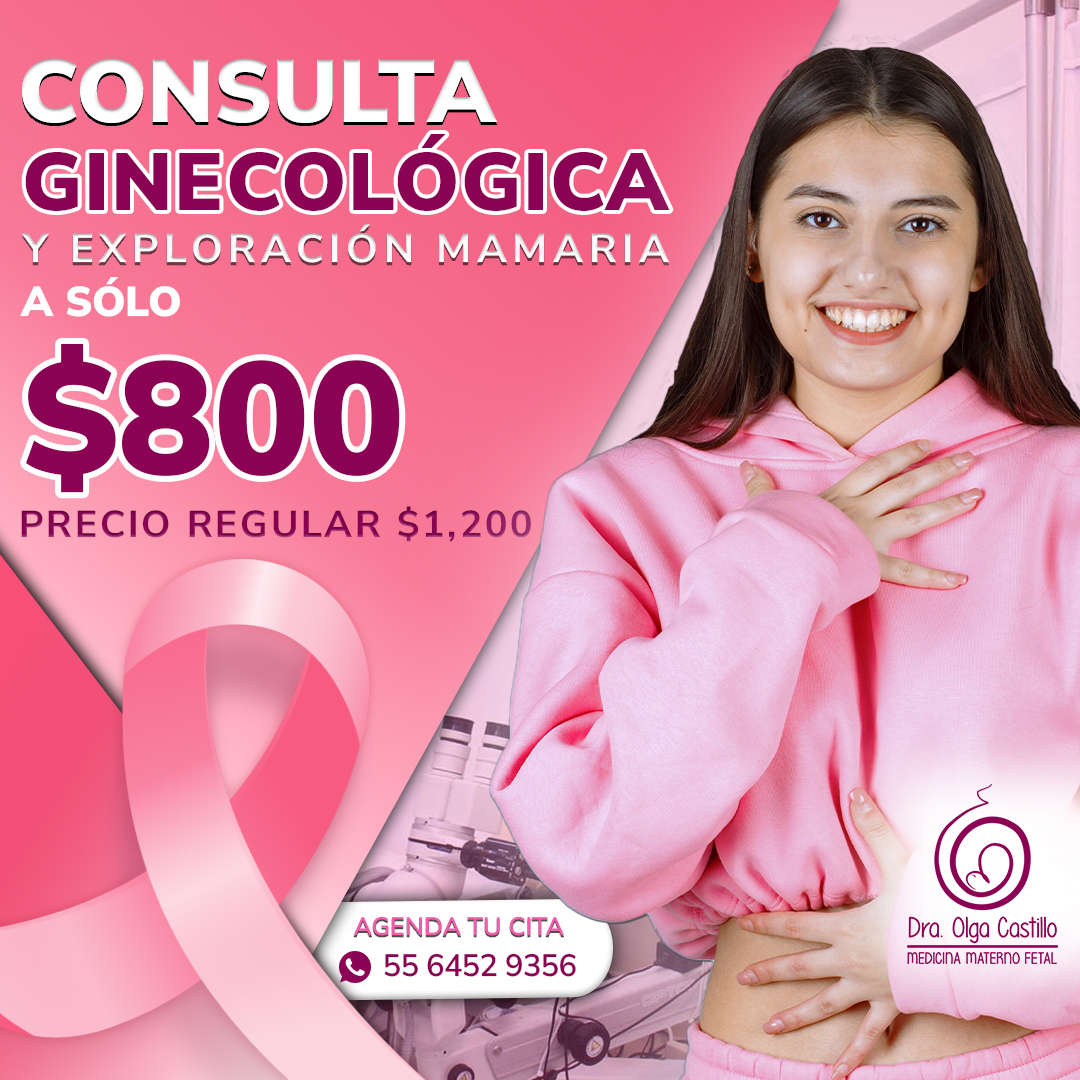 CONSULTA
GINECOLÓGICA
Y EXPLORACIÓN MAMARIA
A SÓLO
$800
PRECIO REGULAR $1,200
AGENDA TU CITA
55 6452 9356
Dra. Olga Castillo
MEDICINA MATERNO FETAL